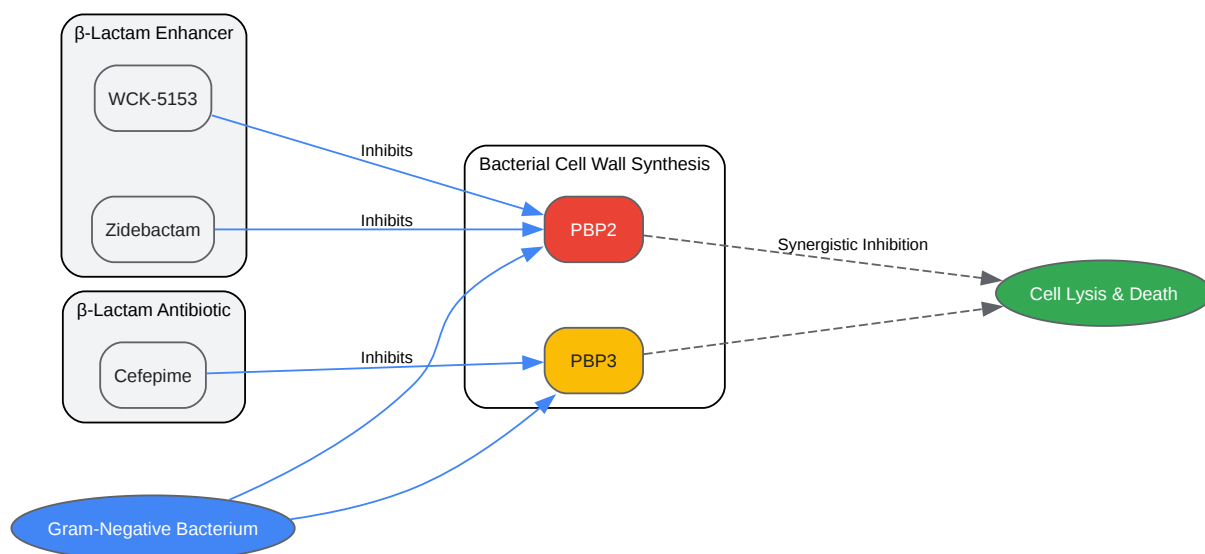 β-Lactam Enhancer
WCK-5153
Inhibits
Zidebactam
Inhibits
β-Lactam Antibiotic
Cefepime
Inhibits
Bacterial Cell Wall Synthesis
PBP2
PBP3
Synergistic Inhibition
Cell Lysis & Death
Gram-Negative Bacterium